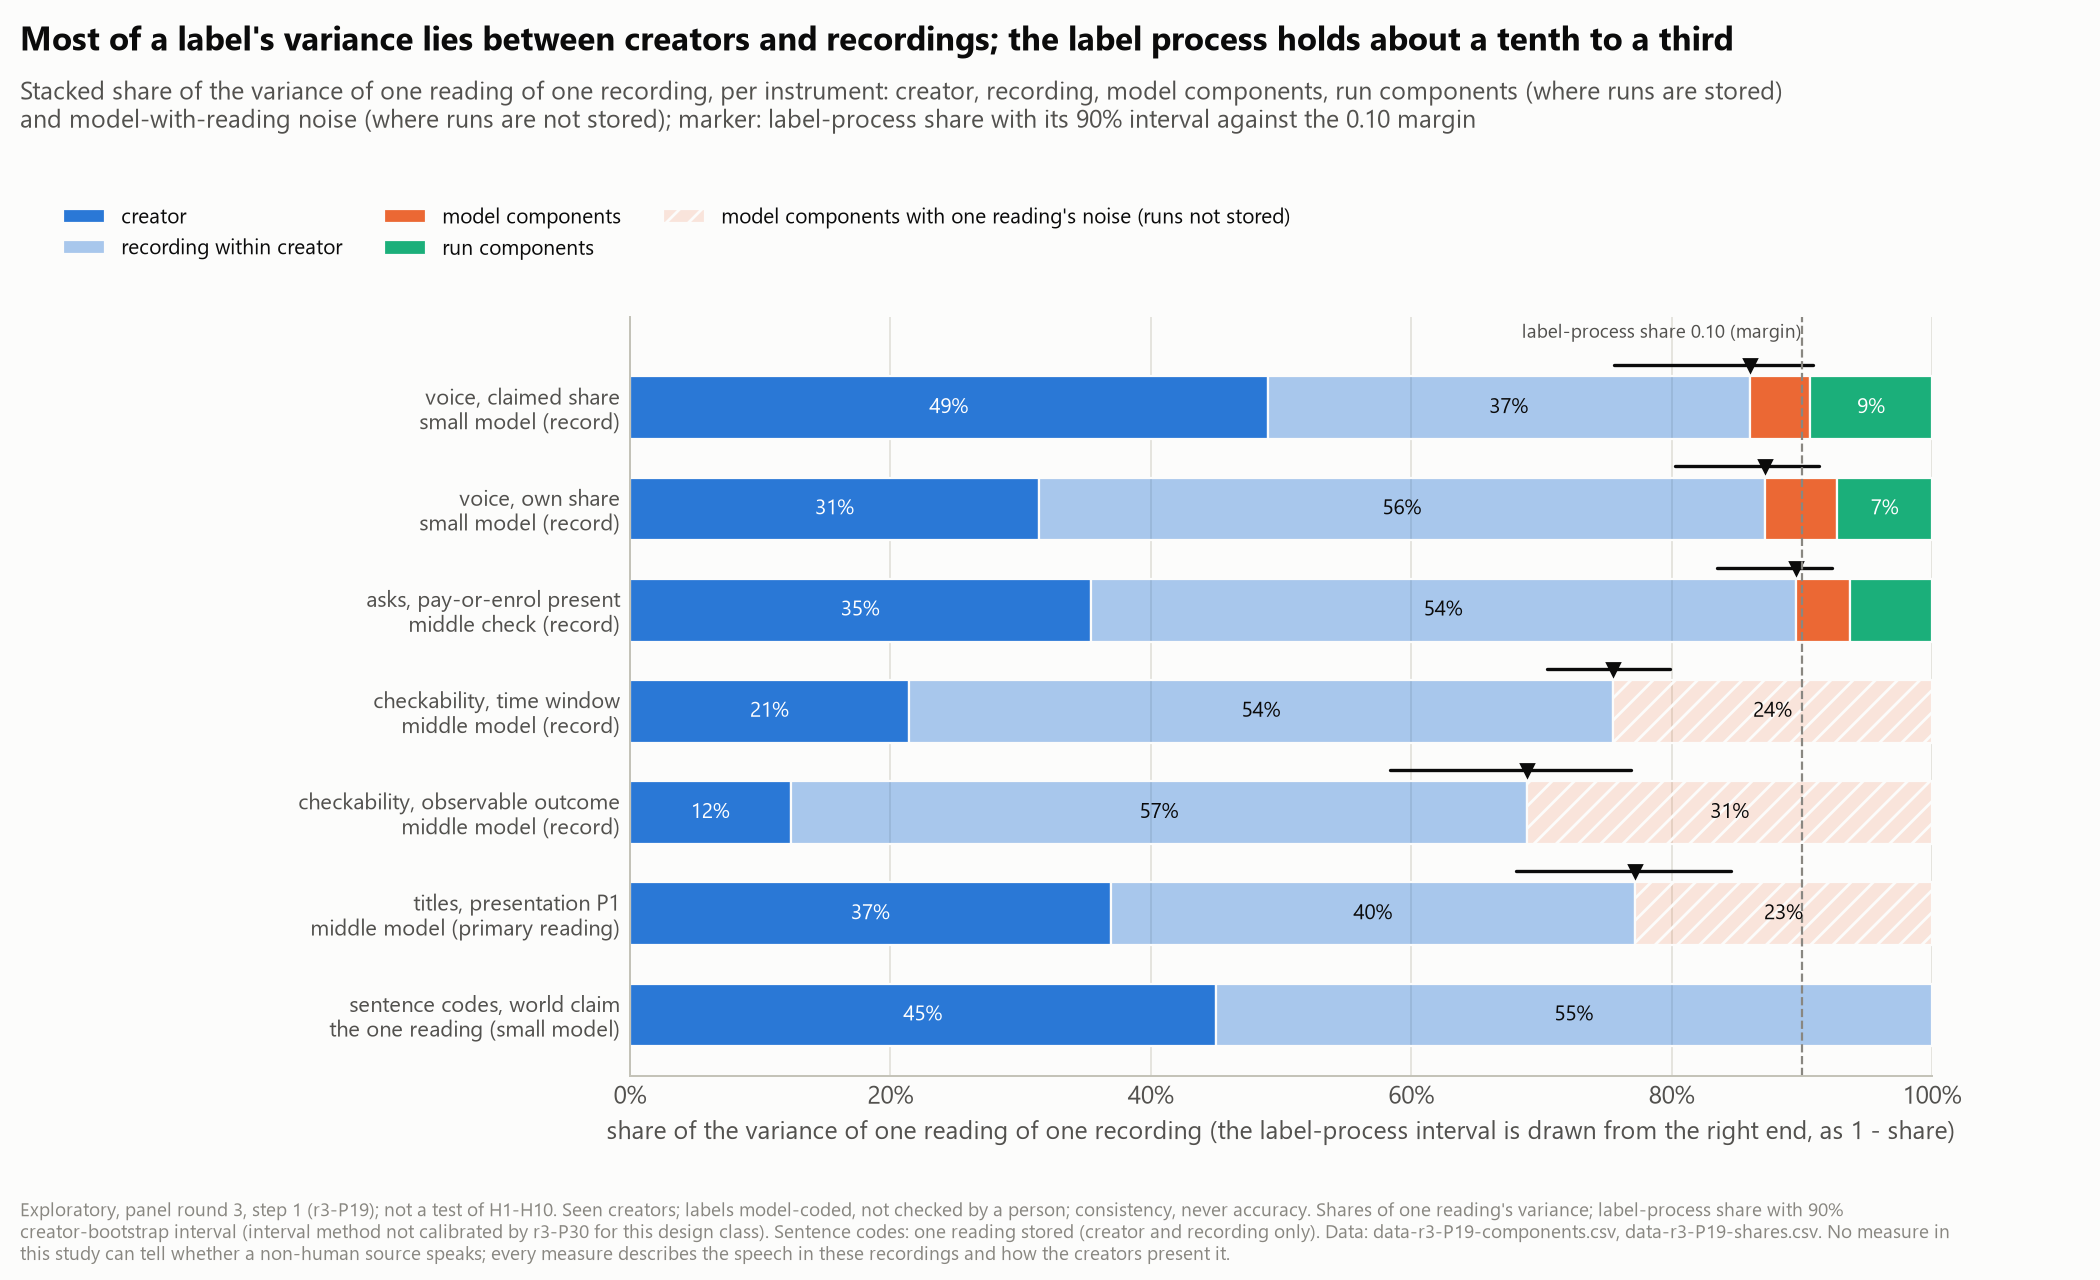 Most of a label's variance lies between creators and recordings; the label process holds about a tenth to a third
Stacked share of the variance of one reading of one recording, per instrument: creator, recording, model components, run components (where runs are stored)
and model-with-reading noise (where runs are not stored); marker: label-process share with its 90% interval against the 0.10 margin
creator
recording within creator
model components
run components
model components with one reading's noise (runs not stored)
label-process share 0.10 (margin)
voice, claimed share
small model (record)
49%
37%
9%
voice, own share
small model (record)
31%
56%
7%
asks, pay-or-enrol present
middle check (record)
35%
54%
checkability, time window
middle model (record)
21%
54%
24%
checkability, observable outcome
middle model (record)
12%
57%
31%
titles, presentation P1
middle model (primary reading)
37%
40%
23%
sentence codes, world claim
the one reading (small model)
45%
55%
0%
20%
40%
60%
80%
100%
share of the variance of one reading of one recording (the label-process interval is drawn from the right end, as 1 - share)
Exploratory, panel round 3, step 1 (r3-P19); not a test of H1-H10. Seen creators; labels model-coded, not checked by a person; consistency, never accuracy. Shares of one reading's variance; label-process share with 90%
creator-bootstrap interval (interval method not calibrated by r3-P30 for this design class). Sentence codes: one reading stored (creator and recording only). Data: data-r3-P19-components.csv, data-r3-P19-shares.csv. No measure in
this study can tell whether a non-human source speaks; every measure describes the speech in these recordings and how the creators present it.